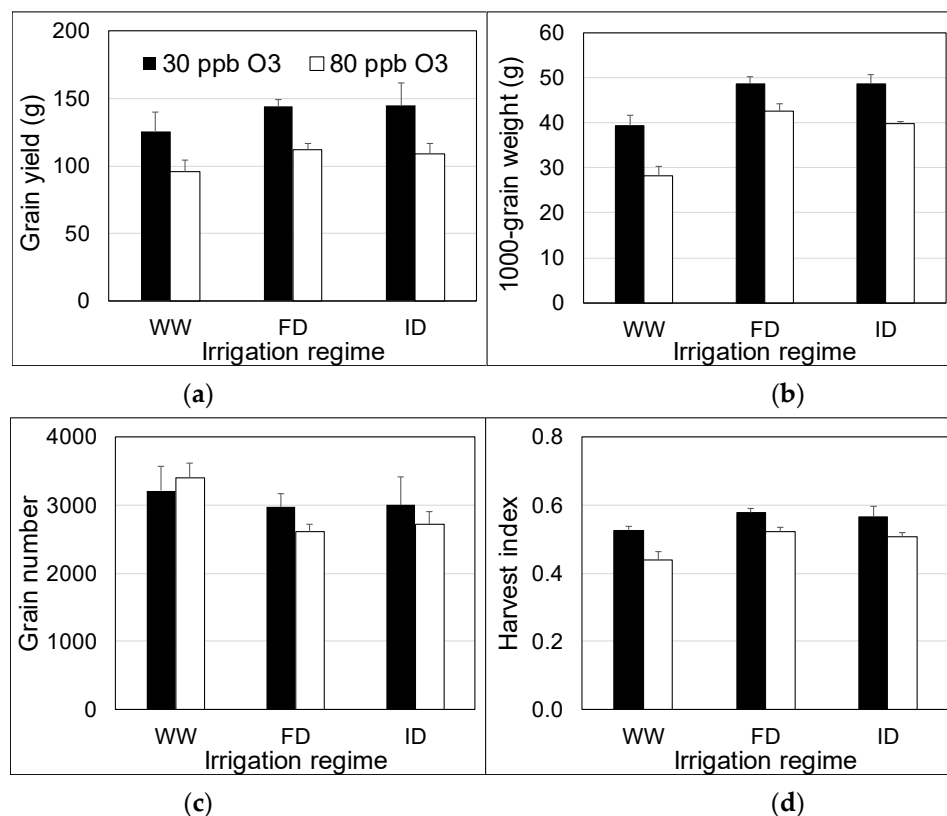 Grain yield (g)
200
150
100
50
0
30 ppb O3 80 ppb O3
WW FD ID
Irrigation regime
(a)
1000-grain weight (g)
60
50
40
30
20
10
0
WW FD ID
Irrigation regime
(b)
Grain number
4000
3000
2000
1000
0
WW FD ID
Irrigation regime
(c)
Harvest index
0.8
0.6
0.4
0.2
0.0
WW FD ID
Irrigation regime
(d)